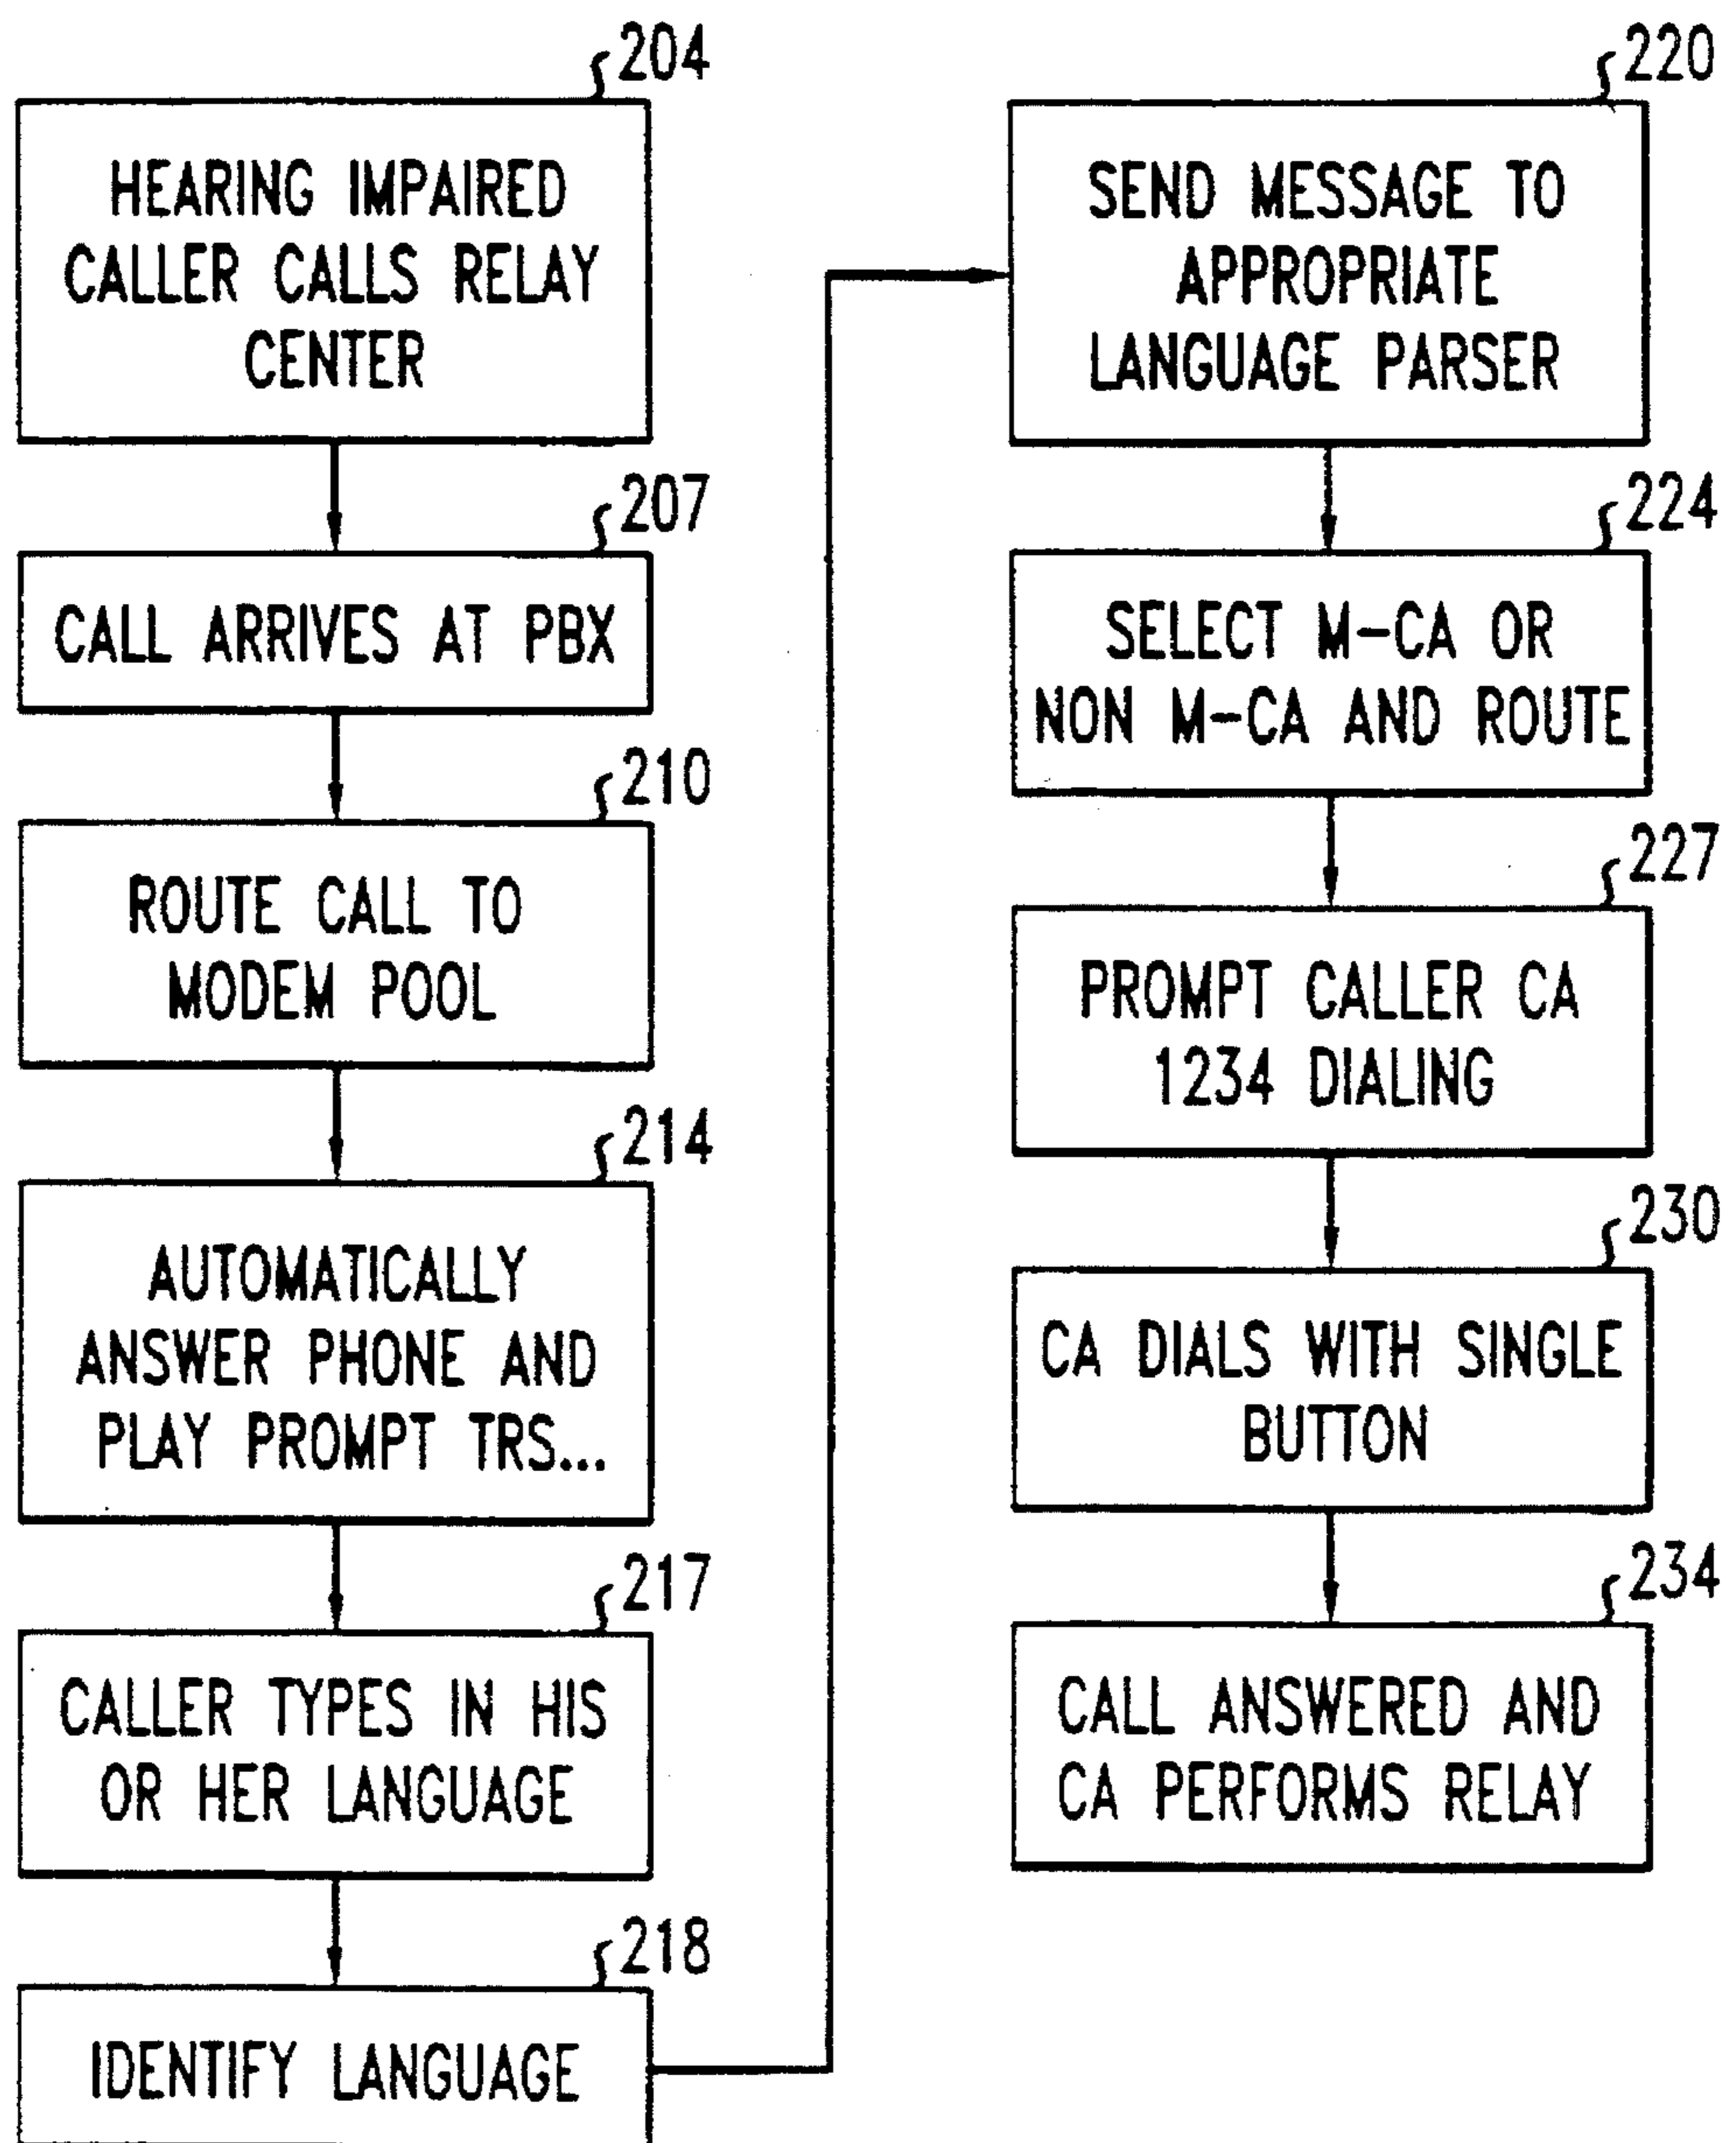 204
HEARING IMPAIRED
CALLER CALLS RELAY
CENTER
207
CALL ARRIVES AT PBX
210
ROUTE CALL TO
MODEM POOL
214
AUTOMATICALLY
ANSWER PHONE AND
PLAY PROMPT TRS...
217
CALLER TYPES IN HIS
OR HER LANGUAGE
218
IDENTIFY LANGUAGE
220
SEND MESSAGE TO
APPROPRIATE
LANGUAGE PARSER
224
SELECT M-CA OR
NON M-CA AND ROUTE
227
PROMPT CALLER CA
1234 DIALING
230
CA DIALS WITH SINGLE
BUTTON
234
CALL ANSWERED AND
CA PERFORMS RELAY